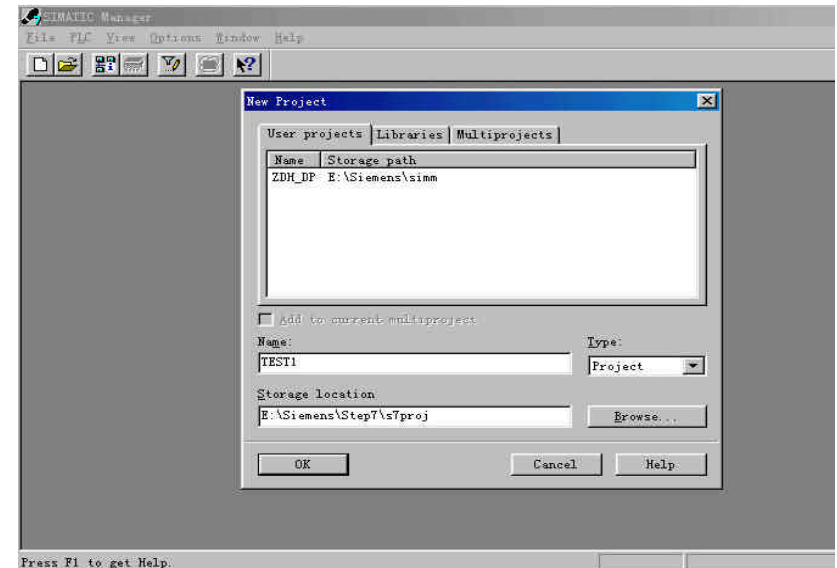 SIMATIC Manager
File PLC View Options Window Help
New Project
User projects Libraries Multiprojects
Name Storage path
ZDH_DP E:\Siemens\simm
Add to current multiproject
Name: Type:
TEST1 Project
Storage location
E:\Siemens\Step7\s7proj Browse...
OK Cancel Help
Press F1 to get Help.